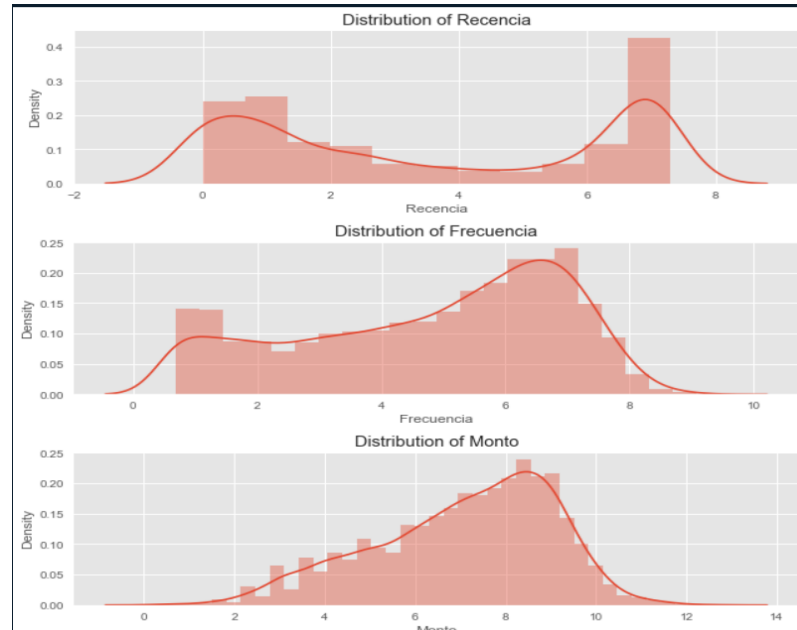 Distribution of Recencia
0.4
0.3
0.2
0.1
0.0
Density
−2 0 2 4 6 8
Recencia
Distribution of Frecuencia
0.25
0.20
0.15
0.10
0.05
0.00
Density
0 2 4 6 8 10
Frecuencia
Distribution of Monto
0.25
0.20
0.15
0.10
0.05
0.00
Density
0 2 4 6 8 10 12 14
Monto